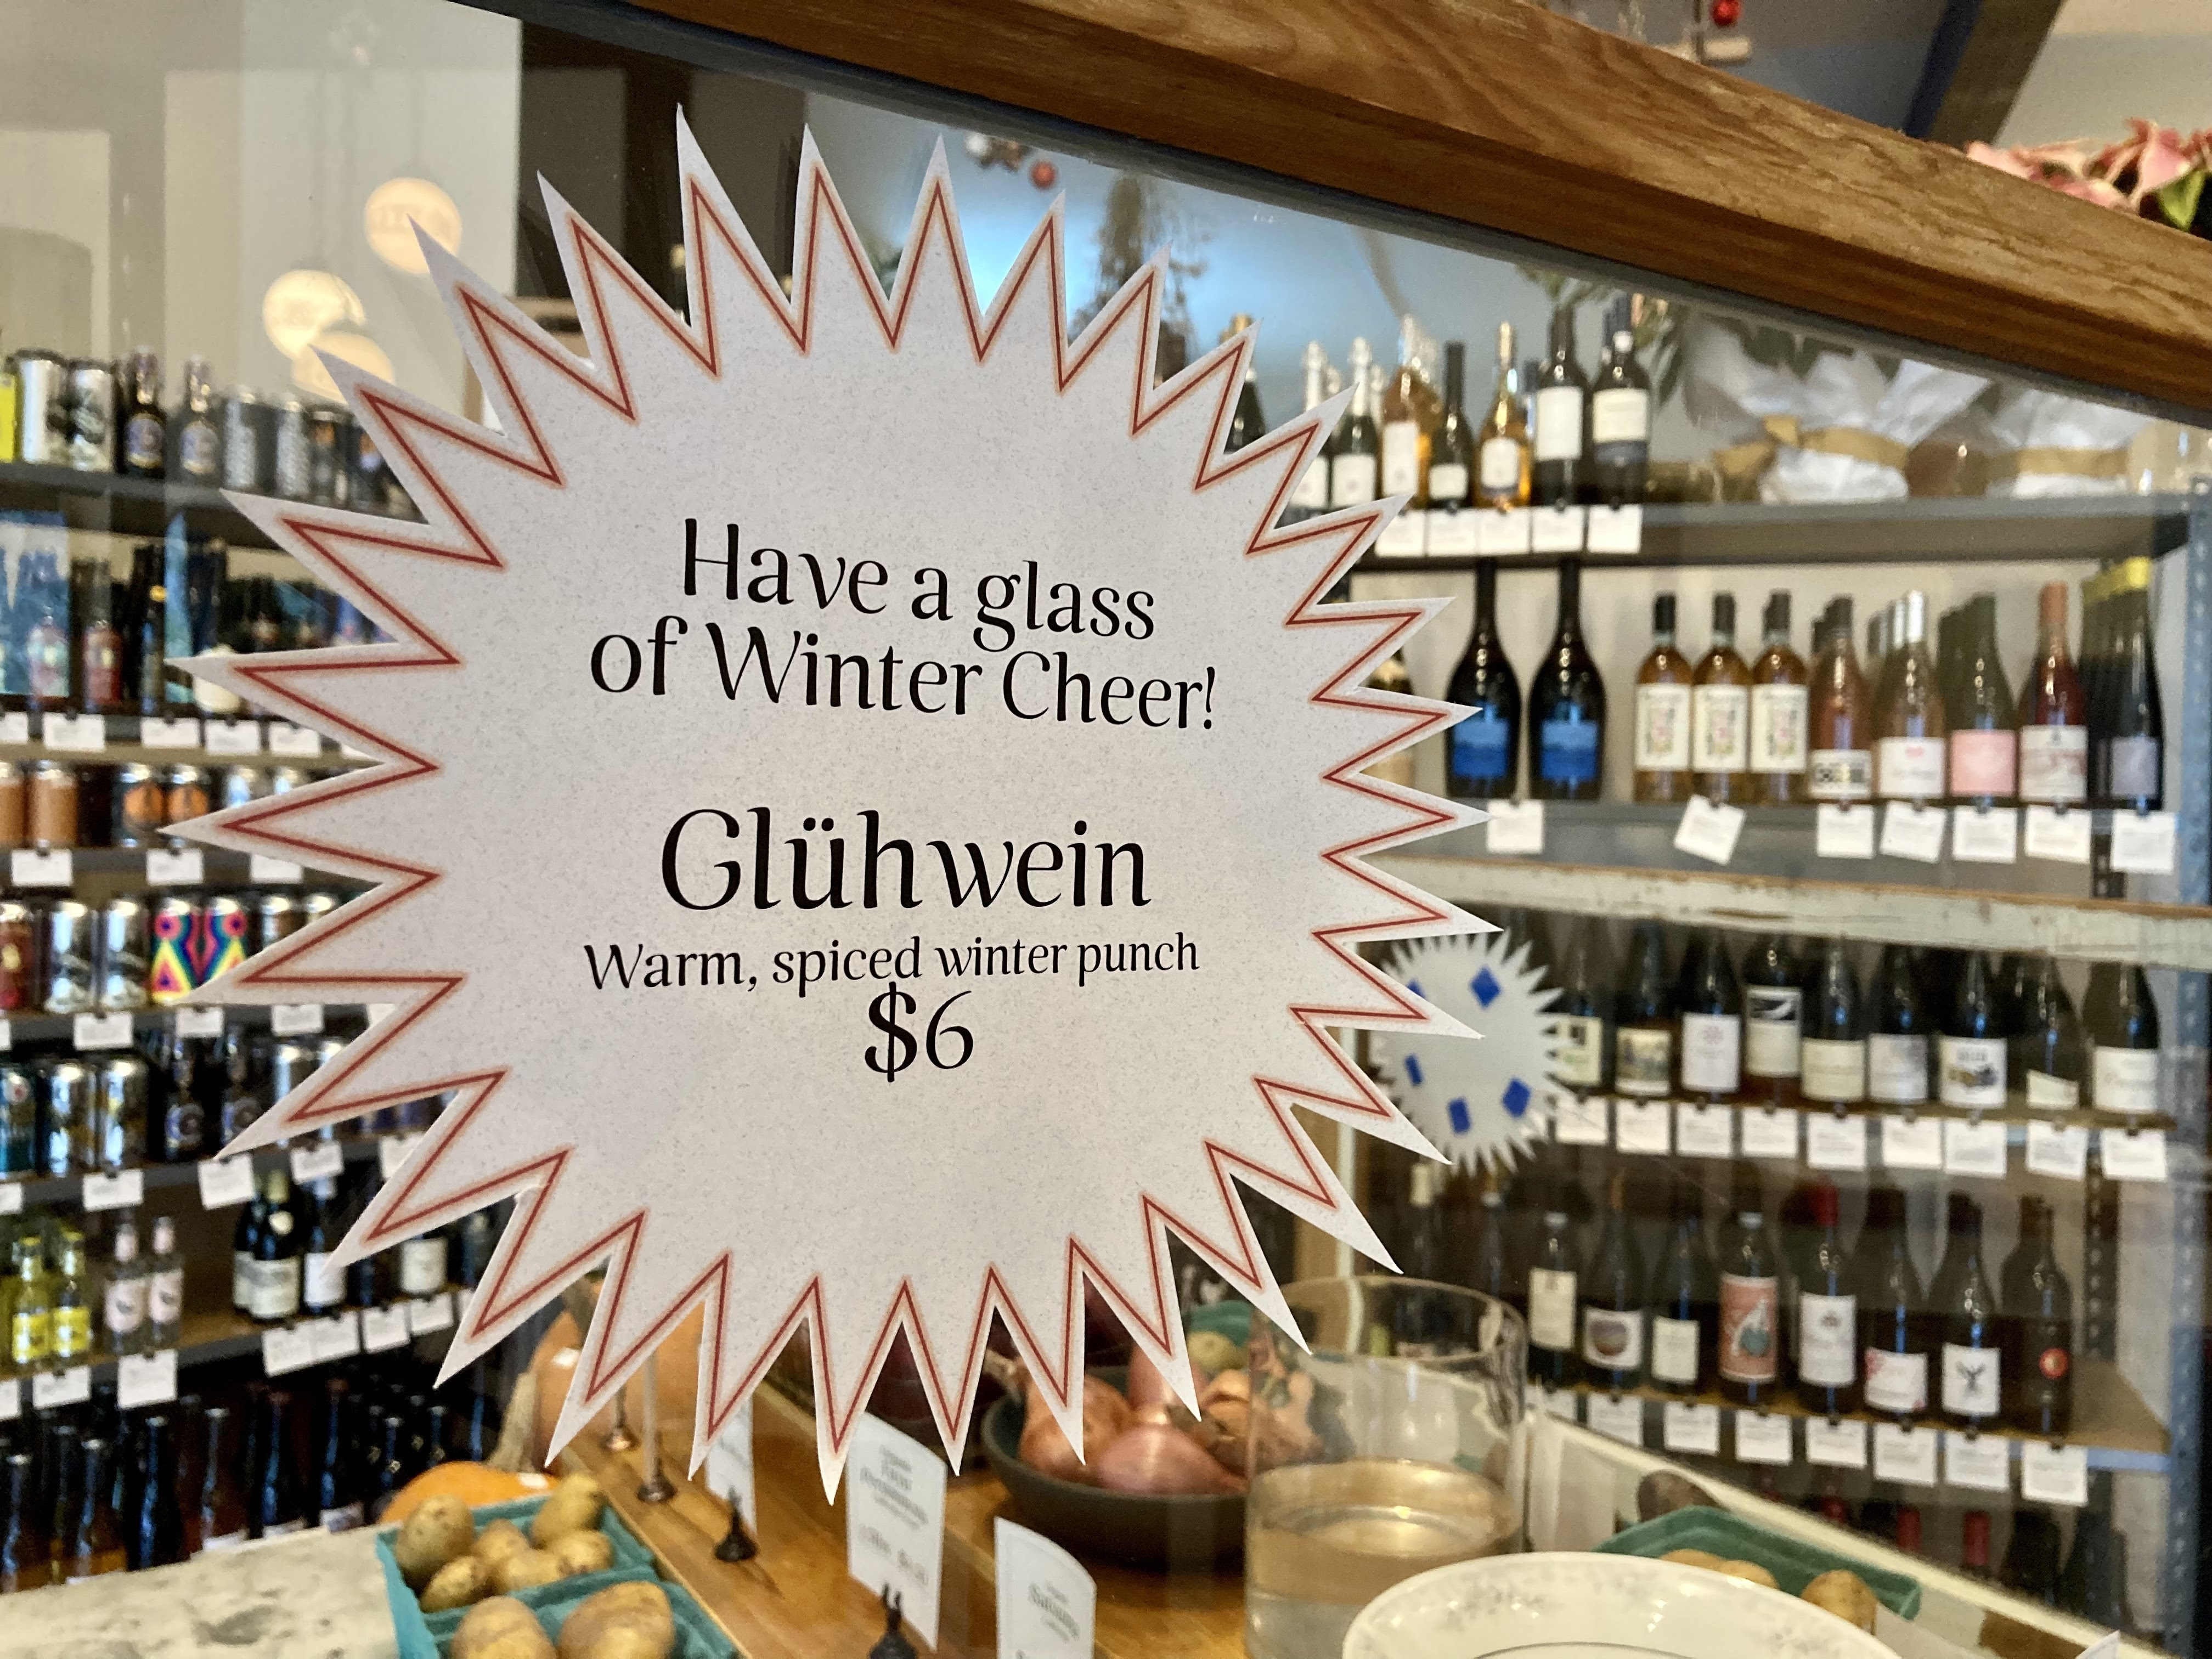 Have a glass
of Winter Cheer!
Glühwein
Warm, spiced winter punch
$6